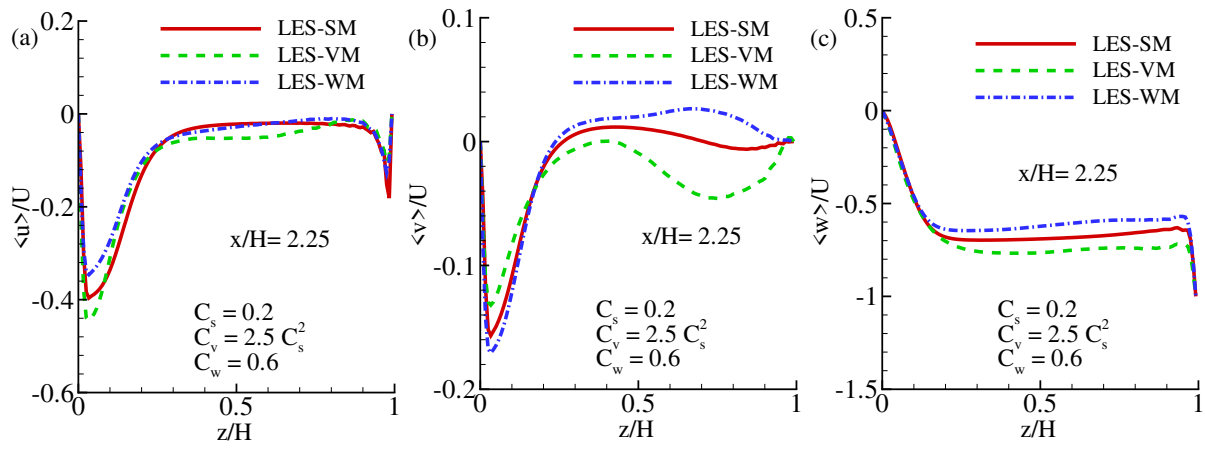 (a)
0.2
LES-SM
LES-VM
LES-WM
0
-0.2
-0.4
-0.6
<u>/U
x/H= 2.25
C_s = 0.2
C_v = 2.5 C_s^2
C_w = 0.6
0
0.5
1
z/H
(b)
0.1
LES-SM
LES-VM
LES-WM
0
-0.1
-0.2
<v>/U
x/H= 2.25
C_s = 0.2
C_v = 2.5 C_s^2
C_w = 0.6
0
0.5
1
z/H
(c)
0.5
LES-SM
LES-VM
LES-WM
0
-0.5
-1
-1.5
<w>/U
x/H= 2.25
C_s = 0.2
C_v = 2.5 C_s^2
C_w = 0.6
0
0.5
1
z/H